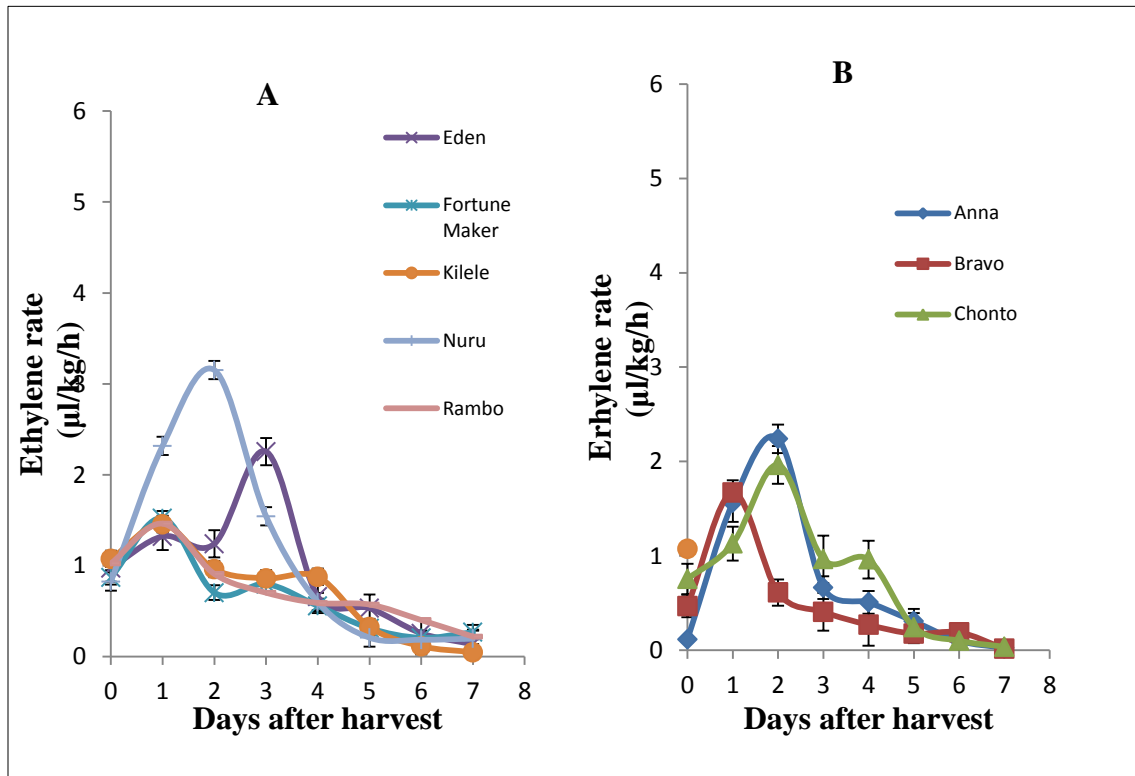 A
6
5
4
3
2
1
0
0 1 2 3 4 5 6 7 8
Ethylene rate
(µl/kg/h)
Days after harvest
Eden
Fortune
Maker
Kilele
Nuru
Rambo
B
6
5
4
3
2
1
0
0 1 2 3 4 5 6 7 8
Erhylene rate
(µl/kg/h)
Days after harvest
Anna
Bravo
Chonto